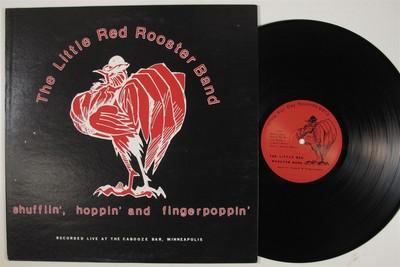 The Little Red Rooster Band
shufflin', hoppin' and fingerpoppin'
RECORDED LIVE AT THE CABOOZE BAR, MINNEAPOLIS
THE LITTLE RED
ROOSTER BAND